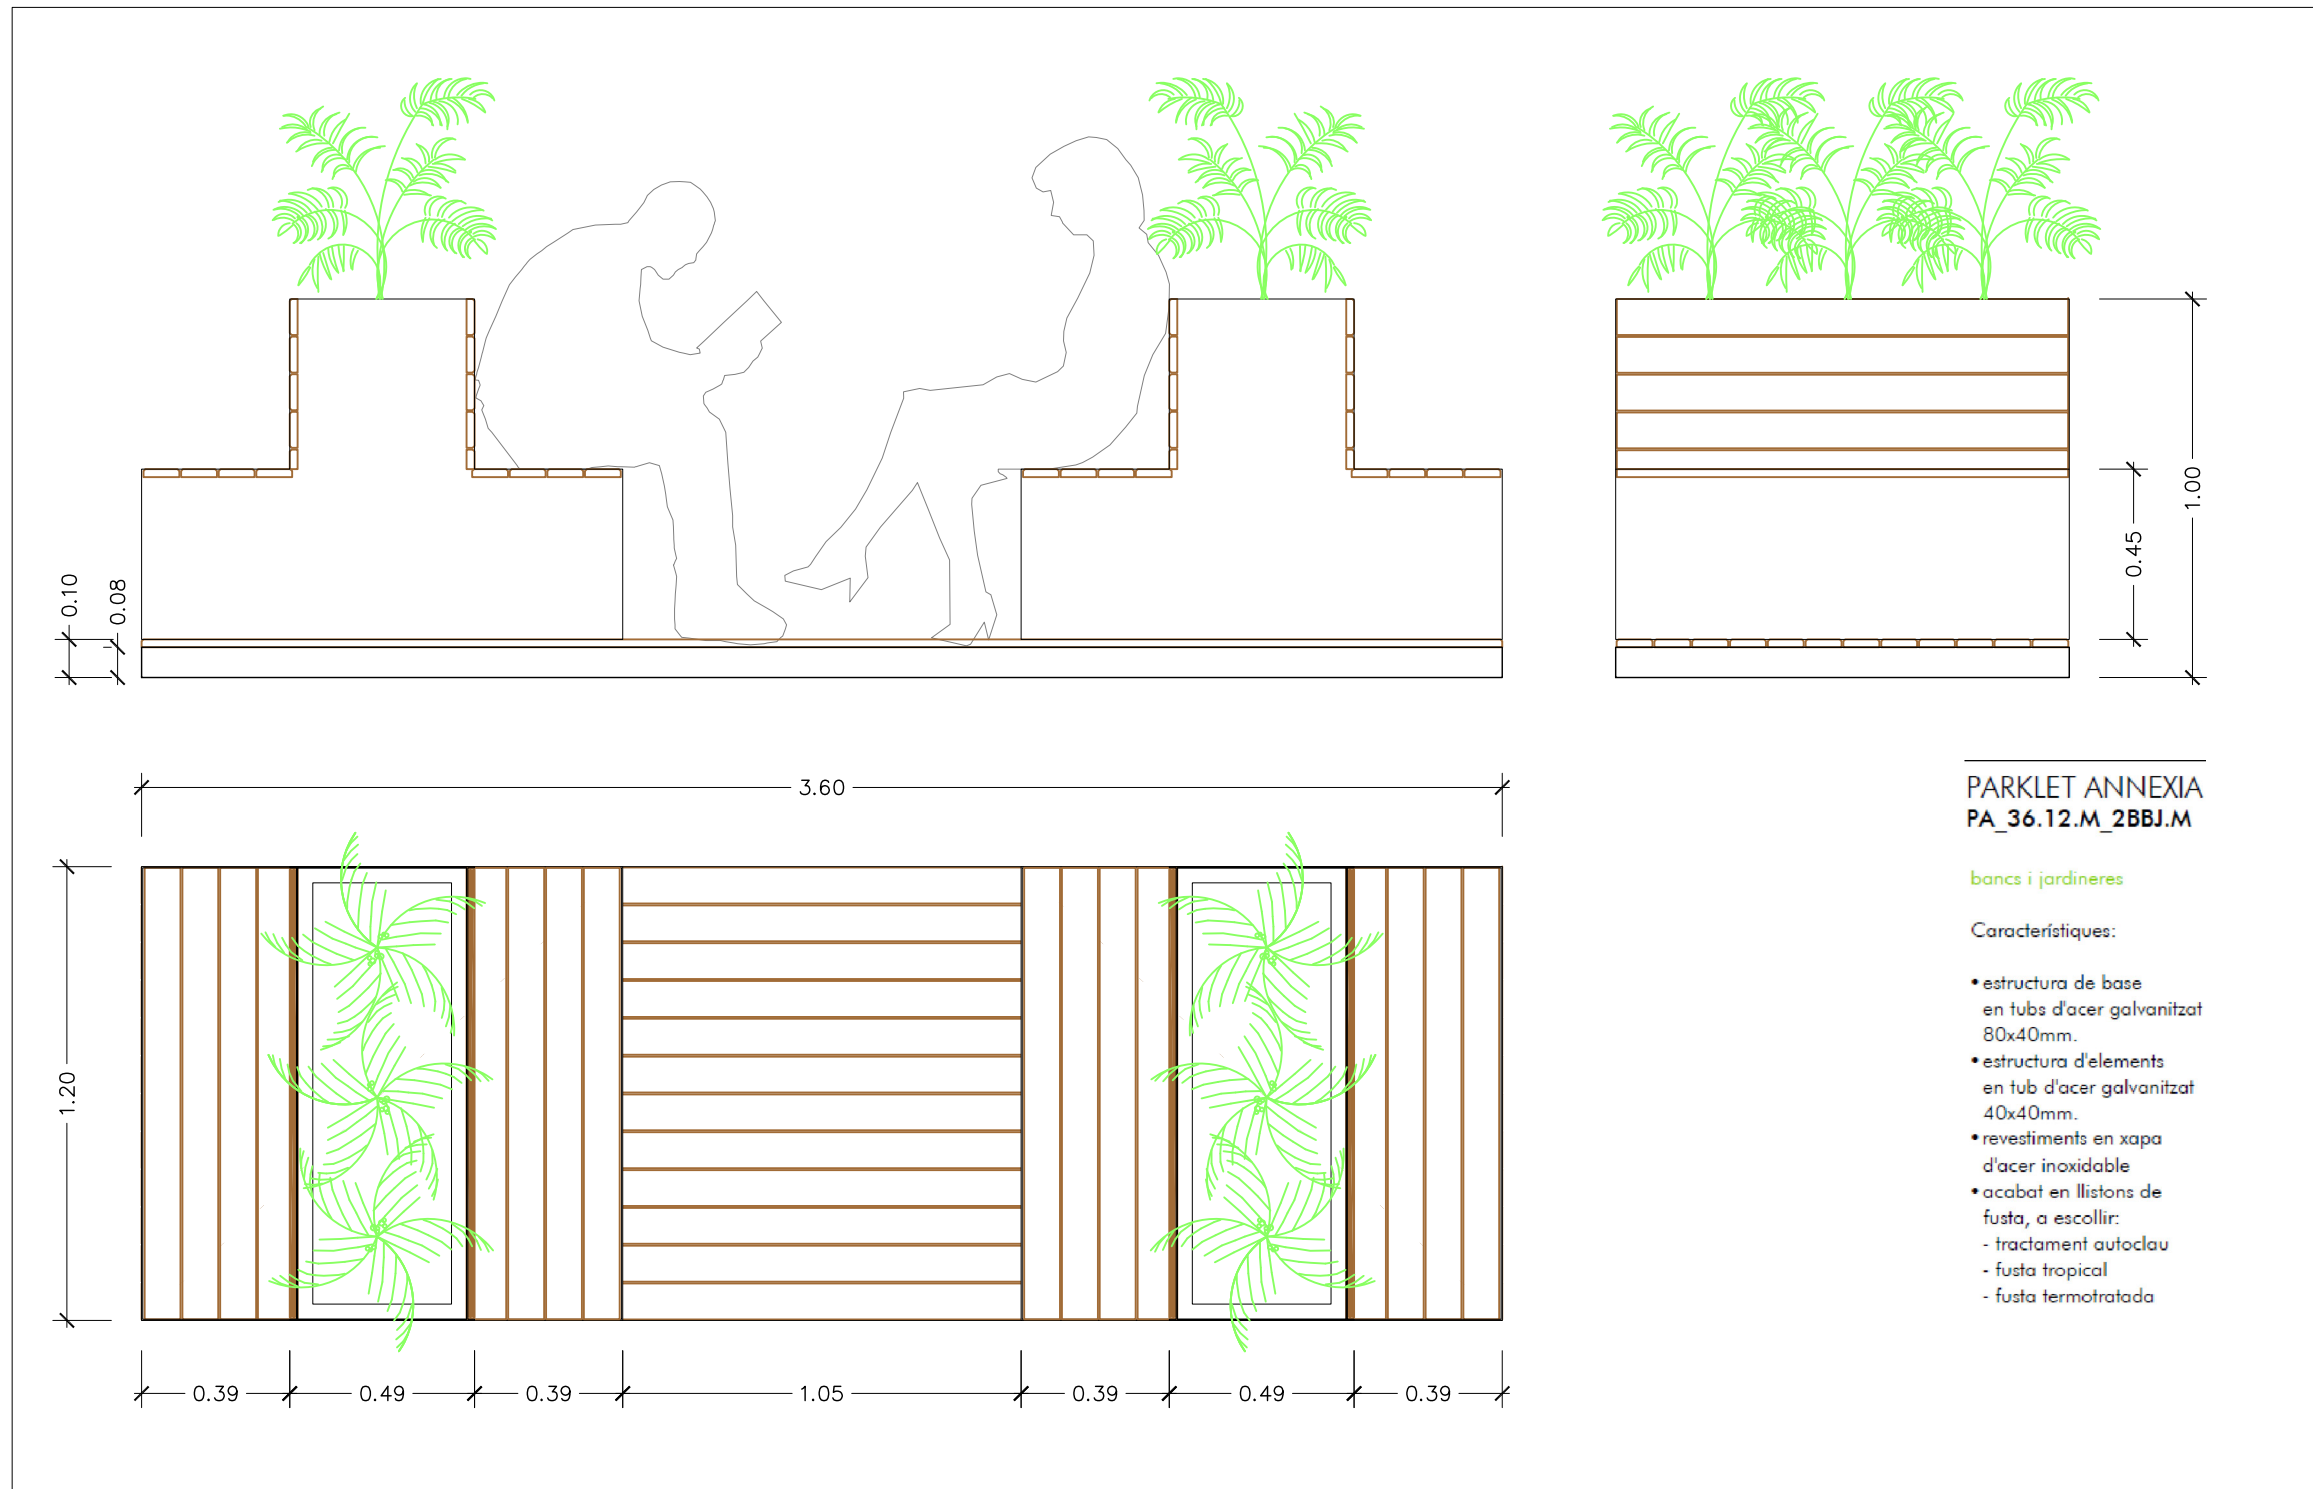 0.10
0.08
1.00
0.45
3.60
1.20
0.39
0.49
0.39
1.05
0.39
0.49
0.39
PARKLET ANNEXIA
PA_36.12.M_2BBJ.M
bancs i jardineres
Característiques:
• estructura de base
en tubs d'acer galvanitzat
80x40mm.
• estructura d'elements
en tub d'acer galvanitzat
40x40mm.
• revestiments en xapa
d'acer inoxidable
• acabat en llistons de
fusta, a escollir:
- tractament autoclau
- fusta tropical
- fusta termotratada